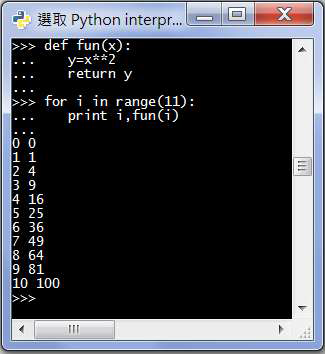 選取 Python interpr...
>>> def fun(x):
...    y=x**2
...    return y
...
>>> for i in range(11):
...    print i,fun(i)
...
0 0
1 1
2 4
3 9
4 16
5 25
6 36
7 49
8 64
9 81
10 100
>>>